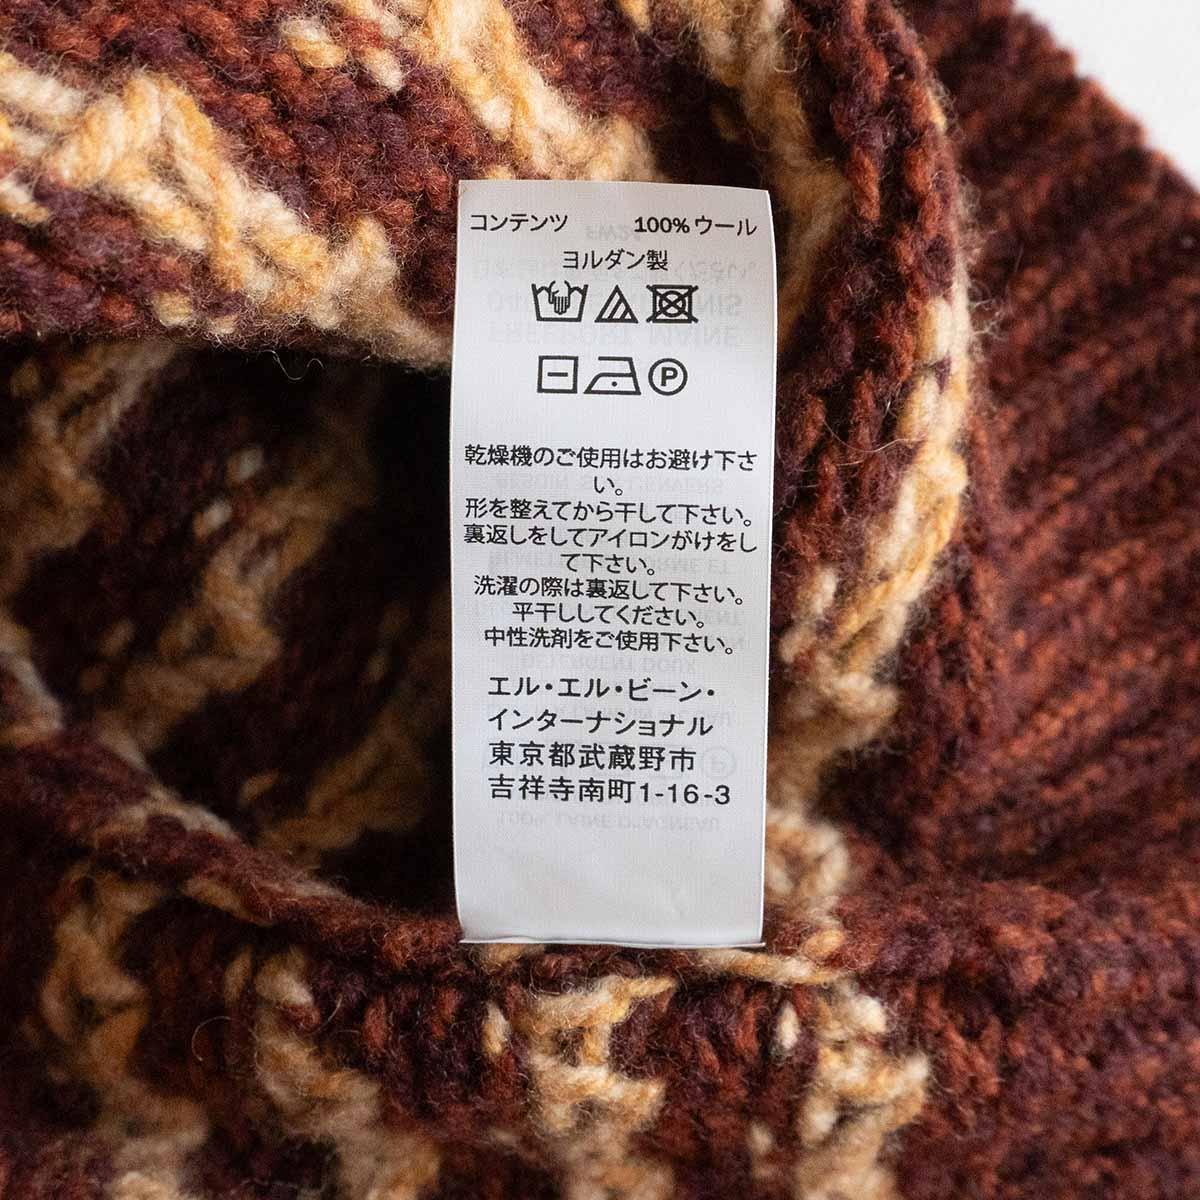 コンテンツ 100% ウール
ヨルダン製
P
乾燥機のご使用はお避け下さ
い。
形を整えてから干して下さい。
裏返しをしてアイロンがけをし
て下さい。
洗濯の際は裏返して下さい。
平干ししてください。
中性洗剤をご使用下さい。
エル・エル・ビーン・
インターナショナル
東京都武蔵野市
吉祥寺南町1-16-3